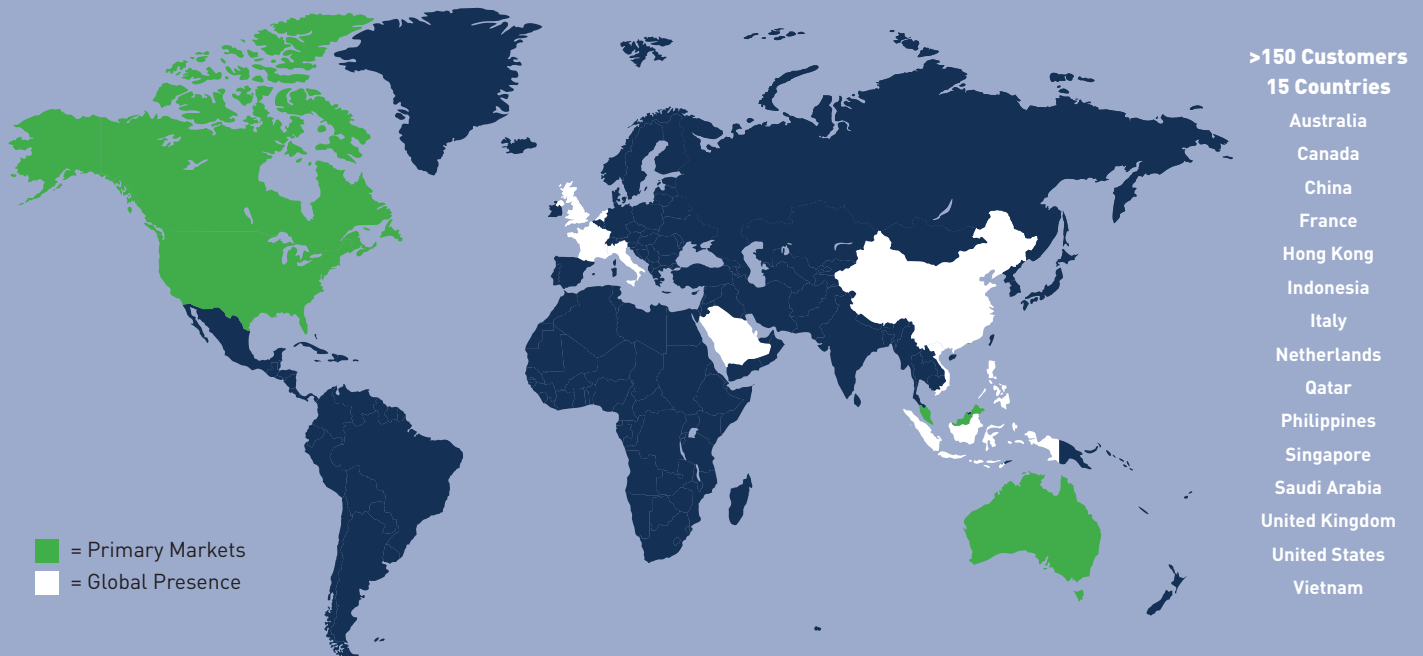 >150 Customers
15 Countries
Australia
Canada
China
France
Hong Kong
Indonesia
Italy
Netherlands
Qatar
Philippines
Singapore
Saudi Arabia
United Kingdom
United States
Vietnam
= Primary Markets
= Global Presence